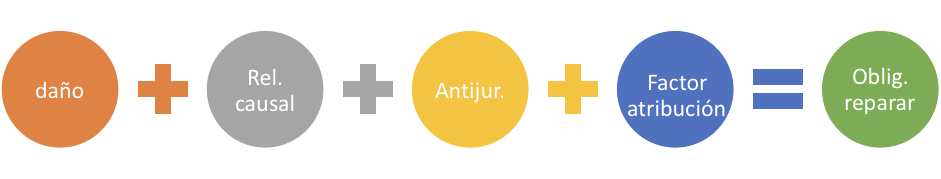 daño
Rel.
causal
Antijur.
Factor
atribución
Oblig.
reparar